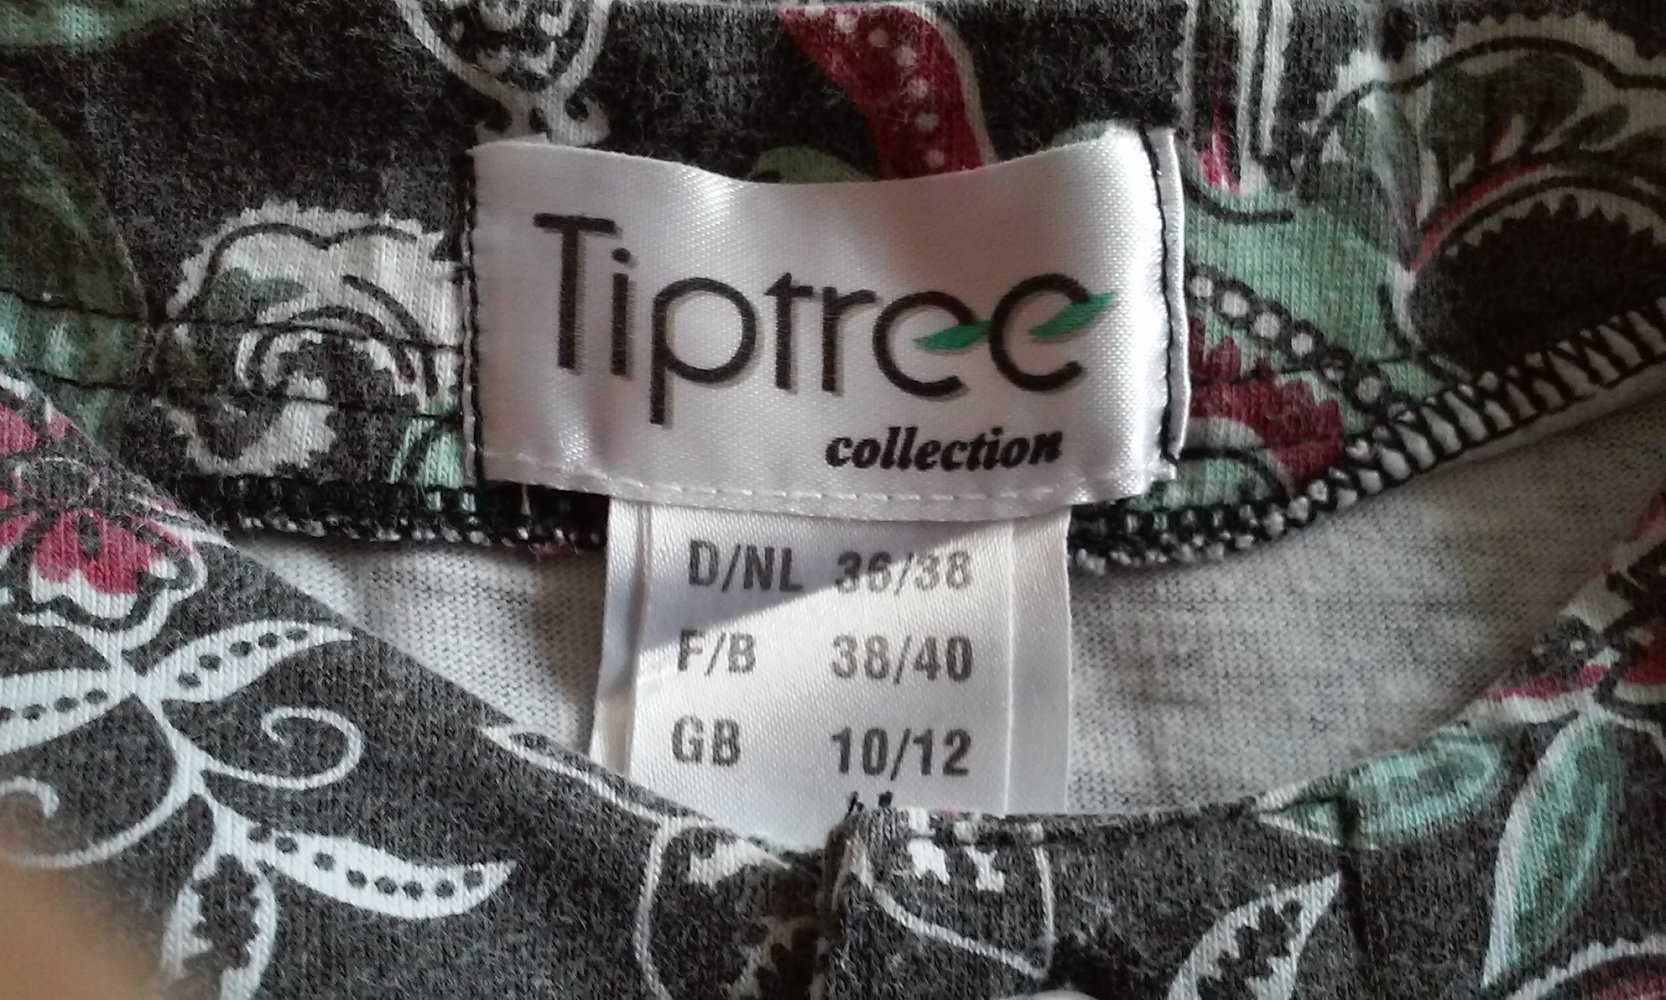 Tiptree
collection
D/NL 36/38
F/B 38/40
GB 10/12